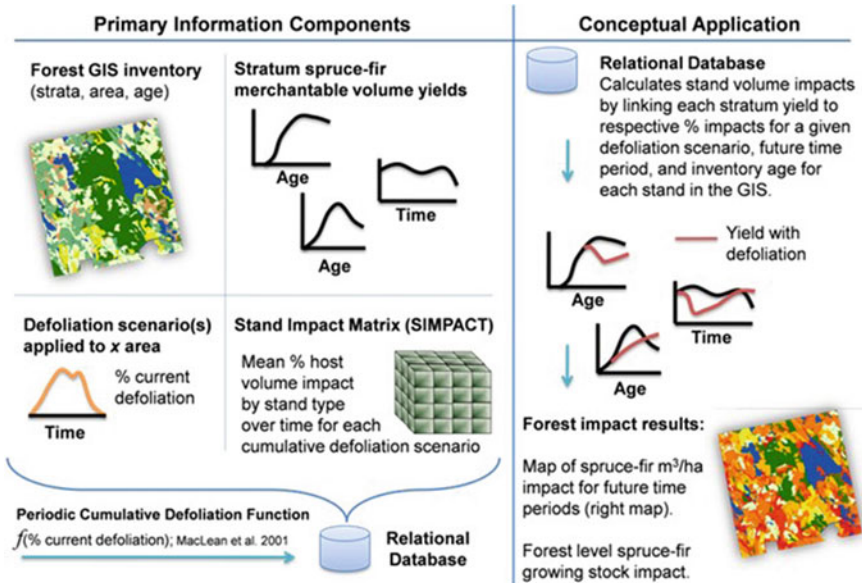 Primary Information Components
Forest GIS inventory
(strata, area, age)
Stratum spruce-fir
merchantable volume yields
Age
Time
Age
Defoliation scenario(s)
applied to x area
% current
defoliation
Time
Stand Impact Matrix (SIMPACT)
Mean % host
volume impact
by stand type
over time for each
cumulative defoliation scenario
Periodic Cumulative Defoliation Function
f(% current defoliation); MacLean et al. 2001
Relational
Database
Conceptual Application
Relational Database
Calculates stand volume impacts
by linking each stratum yield to
respective % impacts for a given
defoliation scenario, future time
period, and inventory age for
each stand in the GIS.
Yield with
defoliation
Age
Time
Age
Forest impact results:
Map of spruce-fir m³/ha
impact for future time
periods (right map).
Forest level spruce-fir
growing stock impact.